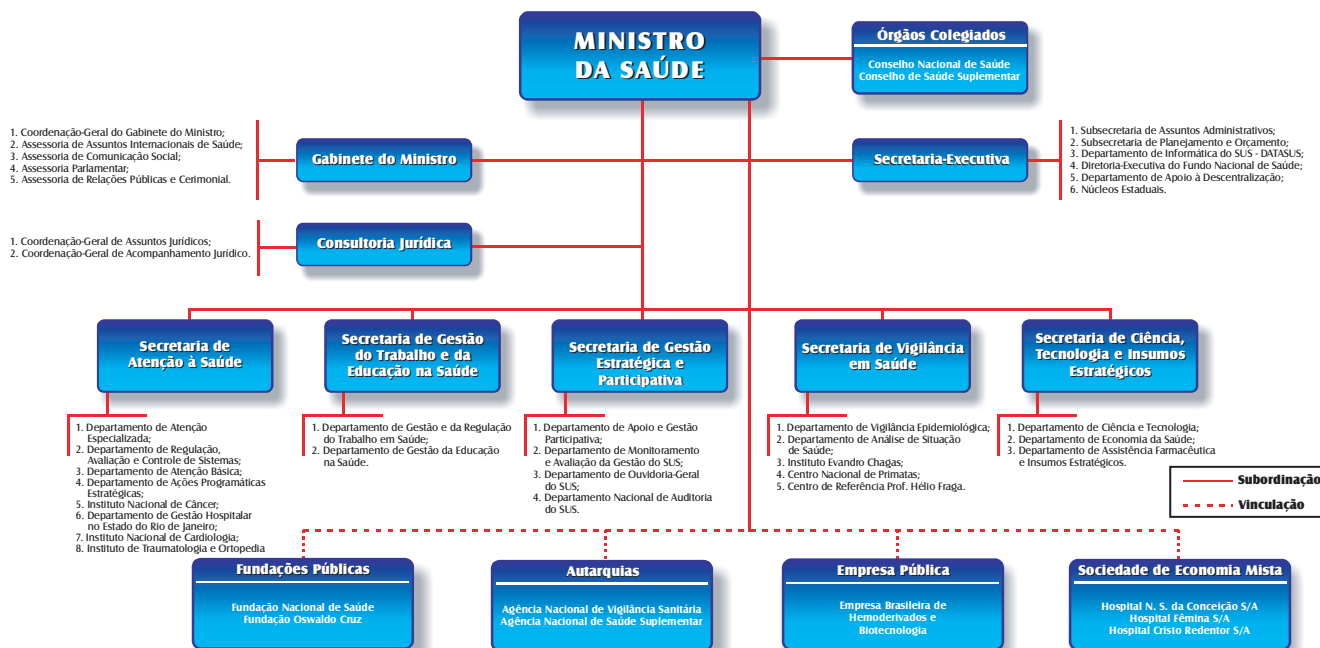 MINISTRO
DA SAÚDE
Órgãos Colegiados
Conselho Nacional de Saúde
Conselho de Saúde Suplementar
1. Coordenação-Geral do Gabinete do Ministro;
2. Assessoria de Assuntos Internacionais de Saúde;
3. Assessoria de Comunicação Social;
4. Assessoria Parlamentar;
5. Assessoria de Relações Públicas e Cerimonial.
Gabinete do Ministro
Secretaria-Executiva
1. Subsecretaria de Assuntos Administrativos;
2. Subsecretaria de Planejamento e Orçamento;
3. Departamento de Informática do SUS - DATASUS;
4. Diretoria-Executiva do Fundo Nacional de Saúde;
5. Departamento de Apoio à Descentralização;
6. Núcleos Estaduais.
1. Coordenação-Geral de Assuntos Jurídicos;
2. Coordenação-Geral de Acompanhamento Jurídico.
Consultoria Jurídica
Secretaria de
Atenção à Saúde
Secretaria de Gestão
do Trabalho e da
Educação na Saúde
Secretaria de Gestão
Estratégica e
Participativa
Secretaria de Vigilância
em Saúde
Secretaria de Ciência,
Tecnologia e Insumos
Estratégicos
1. Departamento de Atenção
Especializada;
2. Departamento de Regulação,
Avaliação e Controle de Sistemas;
3. Departamento de Atenção Básica;
4. Departamento de Ações Programáticas
Estratégicas;
5. Instituto Nacional de Câncer;
6. Departamento de Gestão Hospitalar
no Estado do Rio de Janeiro;
7. Instituto Nacional de Cardiologia;
8. Instituto de Traumatologia e Ortopedia
1. Departamento de Gestão e da Regulação
do Trabalho em Saúde;
2. Departamento de Gestão da Educação
na Saúde.
1. Departamento de Apoio e Gestão
Participativa;
2. Departamento de Monitoramento
e Avaliação da Gestão do SUS;
3. Departamento de Ouvidoria-Geral
do SUS;
4. Departamento Nacional de Auditoria
do SUS.
1. Departamento de Vigilância Epidemiológica;
2. Departamento de Análise de Situação
de Saúde;
3. Instituto Evandro Chagas;
4. Centro Nacional de Primatas;
5. Centro de Referência Prof. Hélio Fraga.
1. Departamento de Ciência e Tecnologia;
2. Departamento de Economia da Saúde;
3. Departamento de Assistência Farmacêutica
e Insumos Estratégicos.
Subordinação
Vinculação
Fundações Públicas
Fundação Nacional de Saúde
Fundação Oswaldo Cruz
Autarquias
Agência Nacional de Vigilância Sanitária
Agência Nacional de Saúde Suplementar
Empresa Pública
Empresa Brasileira de
Hemoderivados e
Biotecnologia
Sociedade de Economia Mista
Hospital N. S. da Conceição S/A
Hospital Fêmina S/A
Hospital Cristo Redentor S/A